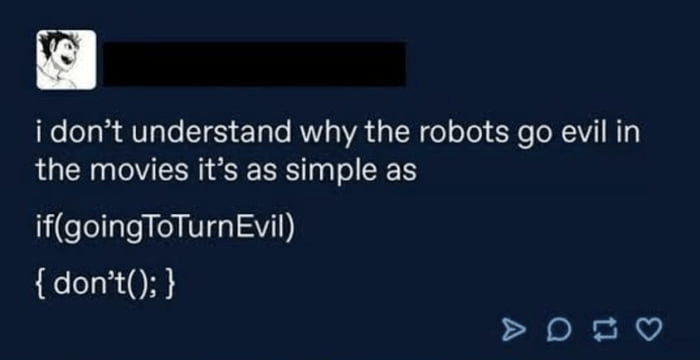 i don’t understand why the robots go evil in
the movies it’s as simple as
if(goingToTurnEvil)
{ don’t(); }